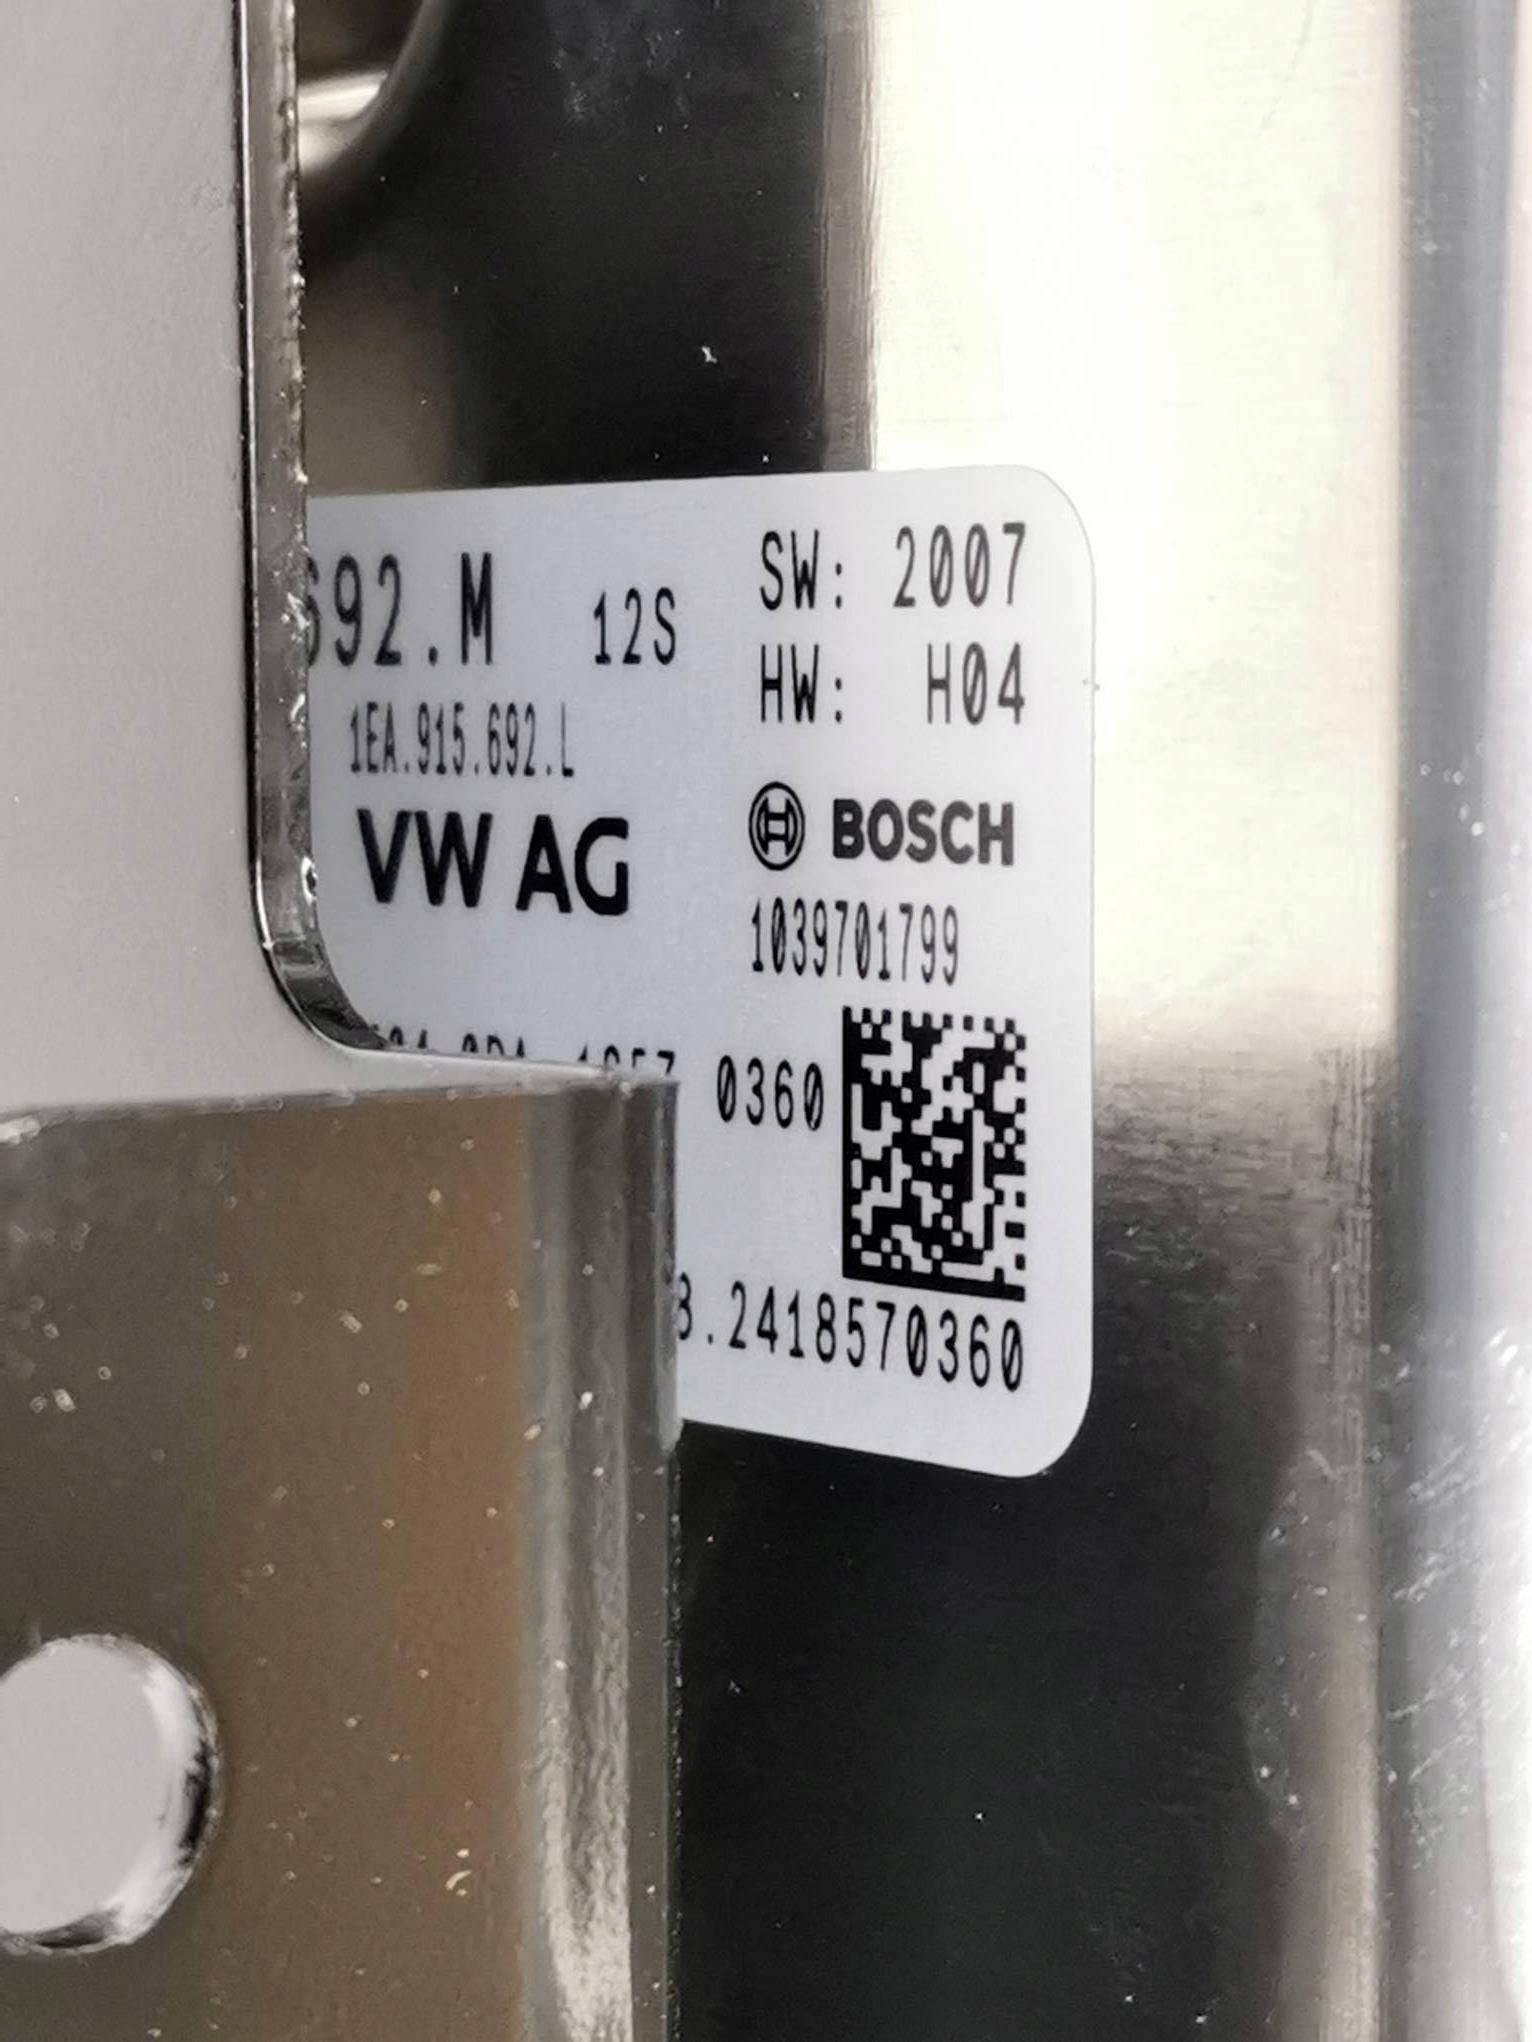 692.M 12S
SW: 2007
HW: H04
1EA.915.692.L
VW AG
BOSCH
1039701799
0360
3.2418570360